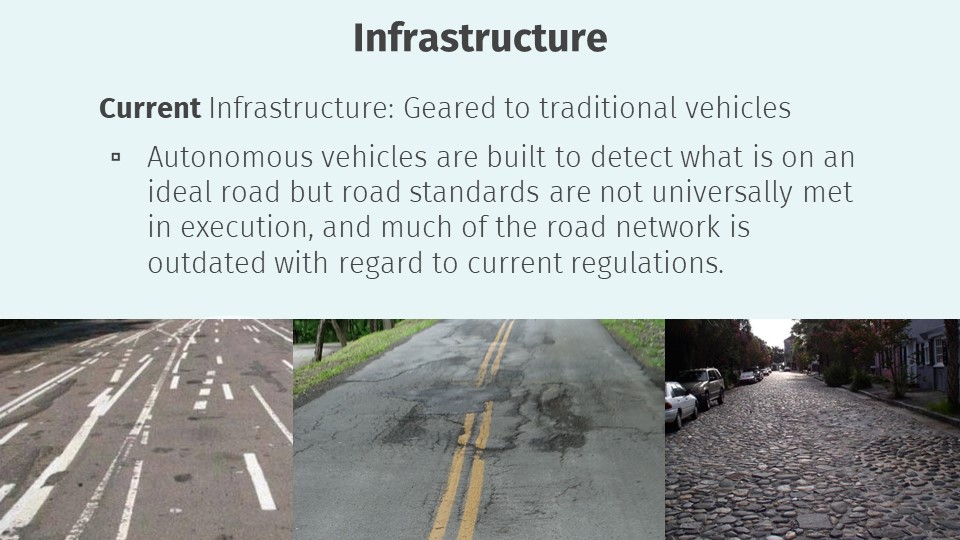 Infrastructure
Current Infrastructure: Geared to traditional vehicles
Autonomous vehicles are built to detect what is on an
ideal road but road standards are not universally met
in execution, and much of the road network is
outdated with regard to current regulations.